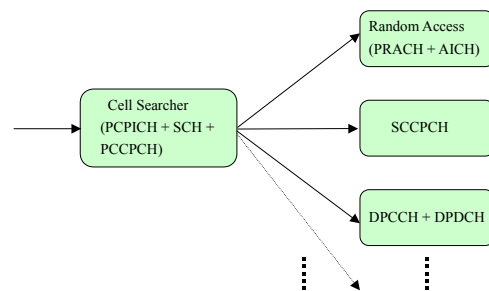 Random Access
(PRACH + AICH)
Cell Searcher
(PCPICH + SCH +
PCCPCH)
SCCPCH
DPCCH + DPDCH